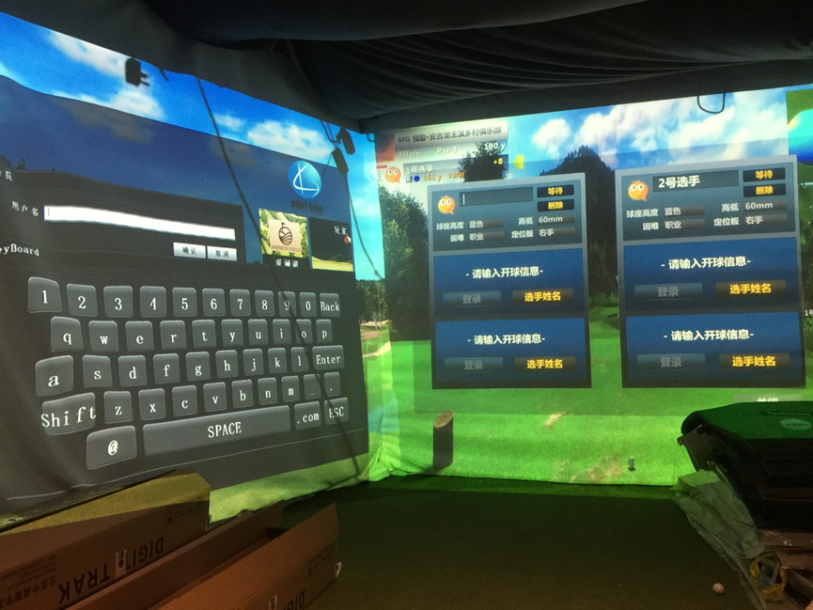 用户名
确认
取消
KeyBoard
1 2 3 4 5 6 7 8 9 0 Back
q w e r t y u i o p
a s d f g h j k l Enter
Shift z x c v b n m _ .
@ SPACE .com ESC
玩家
190.y
+8
等待
删除
球座高度 蓝色 高低 60mm
困难 职业 定位板 右手
-请输入开球信息-
登录 选手姓名
-请输入开球信息-
登录 选手姓名
2号选手
等待
删除
球座高度 蓝色 高低 60mm
困难 职业 定位板 右手
-请输入开球信息-
登录 选手姓名
-请输入开球信息-
登录 选手姓名
DIGI TRAK
DIGI